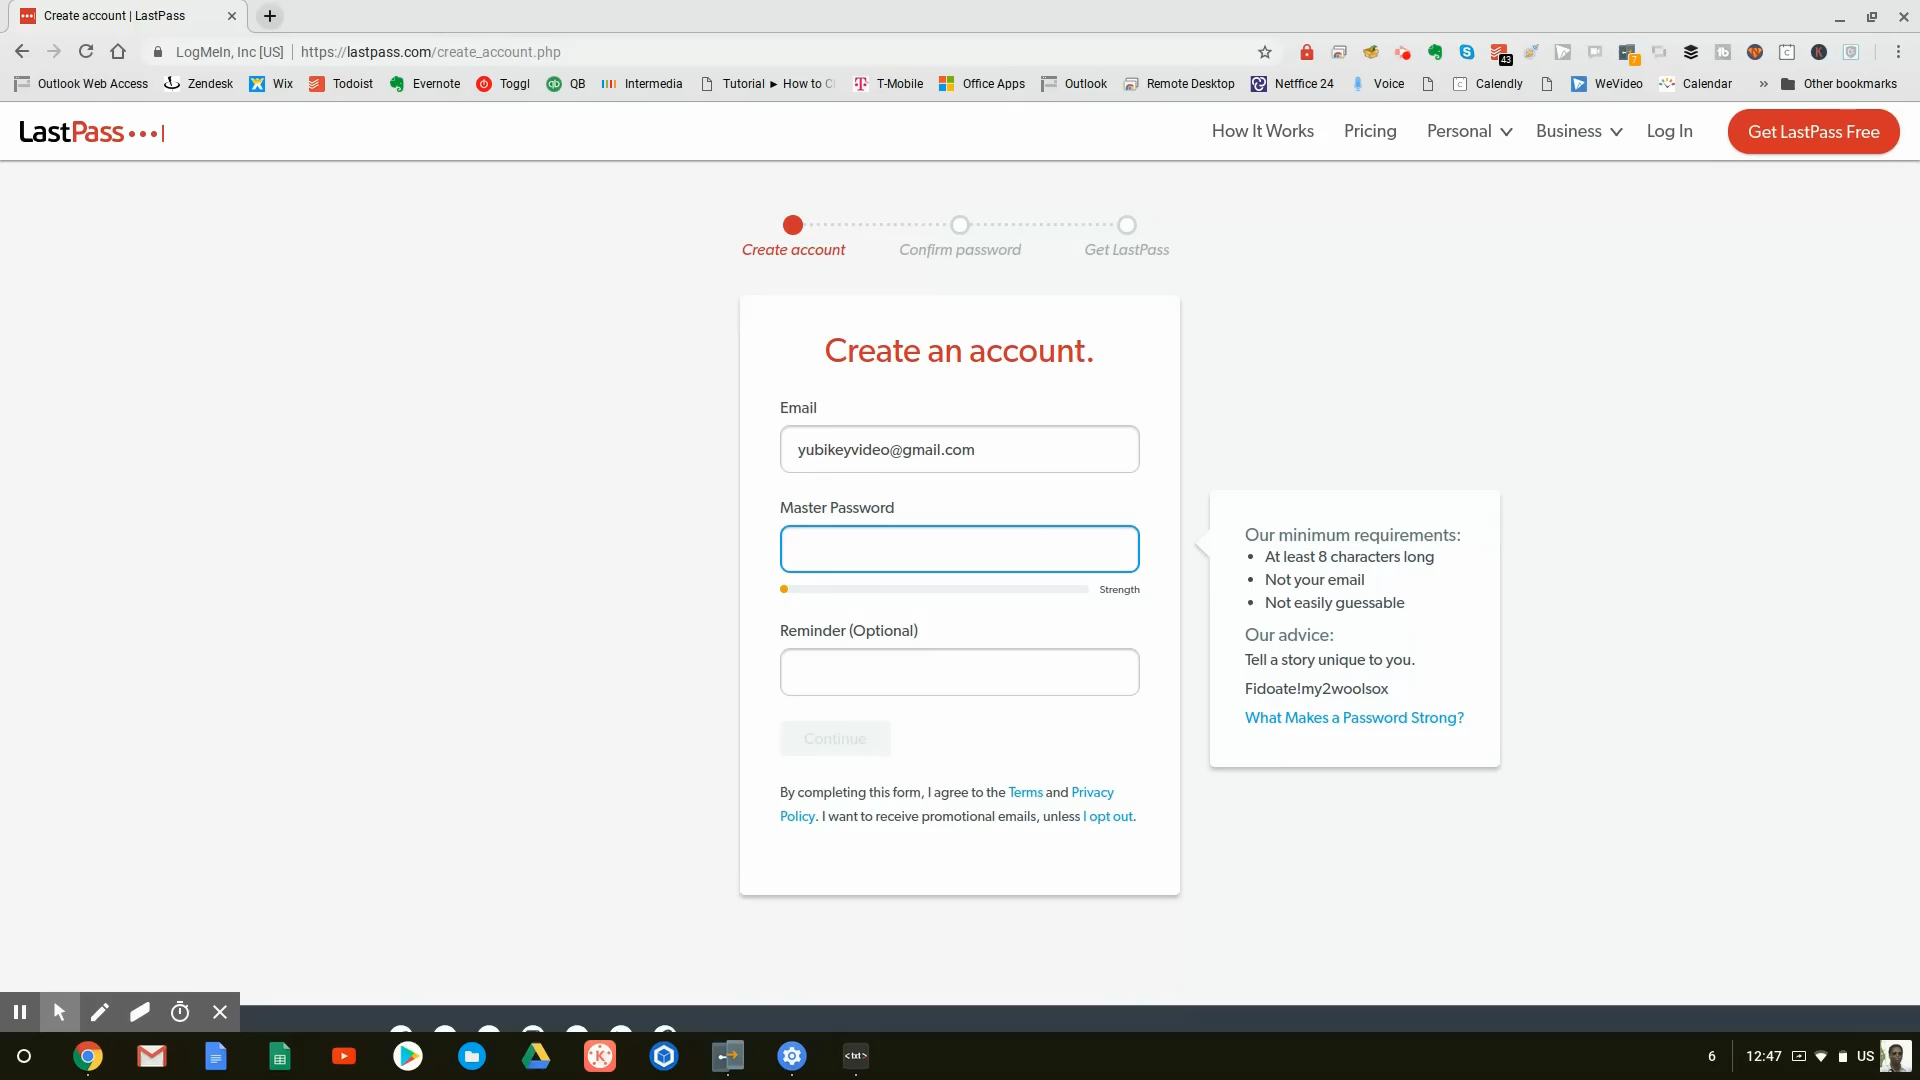 Create account | LastPass
LogMeIn, Inc [US] | https://lastpass.com/create_account.php
43
7
Outlook Web Access Zendesk Wix Todoist Evernote Toggl QB Intermedia Tutorial ► How to C T-Mobile Office Apps Outlook Remote Desktop Netffice 24 Voice Calendly WeVideo Calendar » Other bookmarks
LastPass How It Works Pricing Personal Business Log In Get LastPass Free
Create account Confirm password Get LastPass
Create an account.
Email
yubikeyvideo@gmail.com
Master Password
Strength
Reminder (Optional)
Continue
By completing this form, I agree to the Terms and Privacy
Policy. I want to receive promotional emails, unless I opt out.
Our minimum requirements:
• At least 8 characters long
• Not your email
• Not easily guessable
Our advice:
Tell a story unique to you.
Fidoate!my2woolsox
What Makes a Password Strong?
<txt>
6 12:47 US